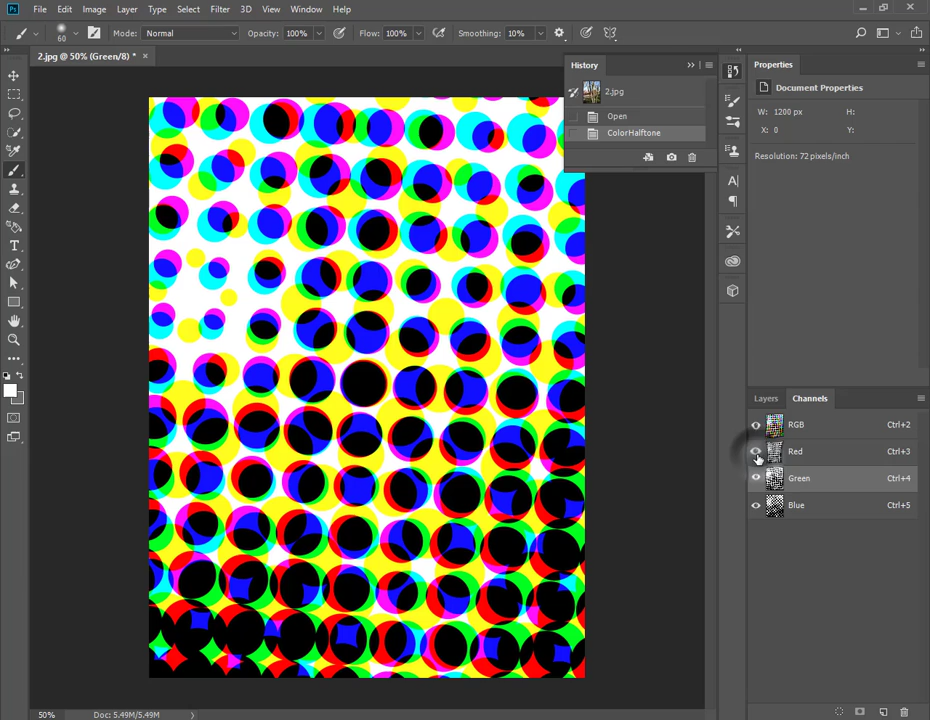 Ps File Edit Image Layer Type Select Filter 3D View Window Help
60 Mode: Normal Opacity: 100% Flow: 100% Smoothing: 10%
2.jpg @ 50% (Green/8) * ×
History
2.jpg
Open
ColorHalftone
Properties
Document Properties
W: 1200 px H:
X: 0 Y:
Resolution: 72 pixels/inch
Layers Channels
RGB Ctrl+2
Red Ctrl+3
Green Ctrl+4
Blue Ctrl+5
50% Doc: 5.49M/5.49M